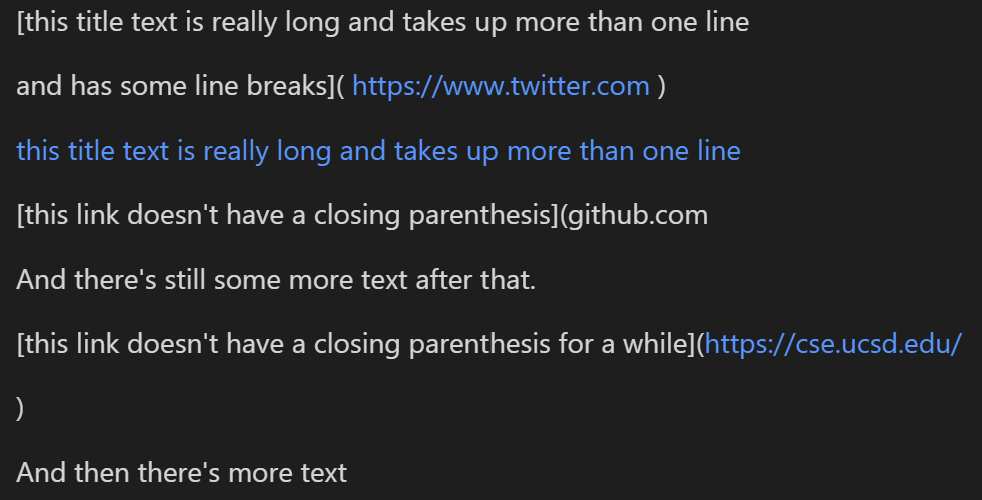 [this title text is really long and takes up more than one line
and has some line breaks]( https://www.twitter.com )
this title text is really long and takes up more than one line
[this link doesn't have a closing parenthesis](github.com
And there's still some more text after that.
[this link doesn't have a closing parenthesis for a while](https://cse.ucsd.edu/
)
And then there's more text